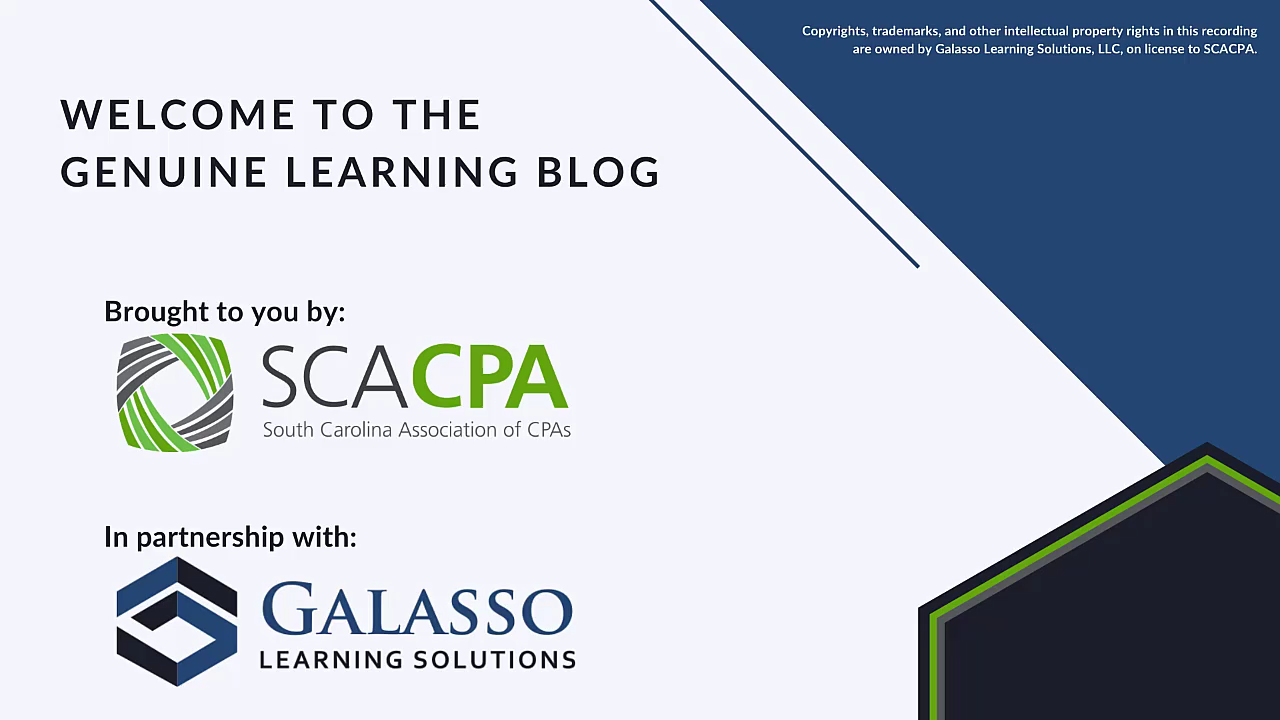 Copyrights, trademarks, and other intellectual property rights in this recording
are owned by Galasso Learning Solutions, LLC, on license to SCACPA.
WELCOME TO THE
GENUINE LEARNING BLOG
Brought to you by:
SCACPA
South Carolina Association of CPAs
In partnership with:
GALASSO
LEARNING SOLUTIONS